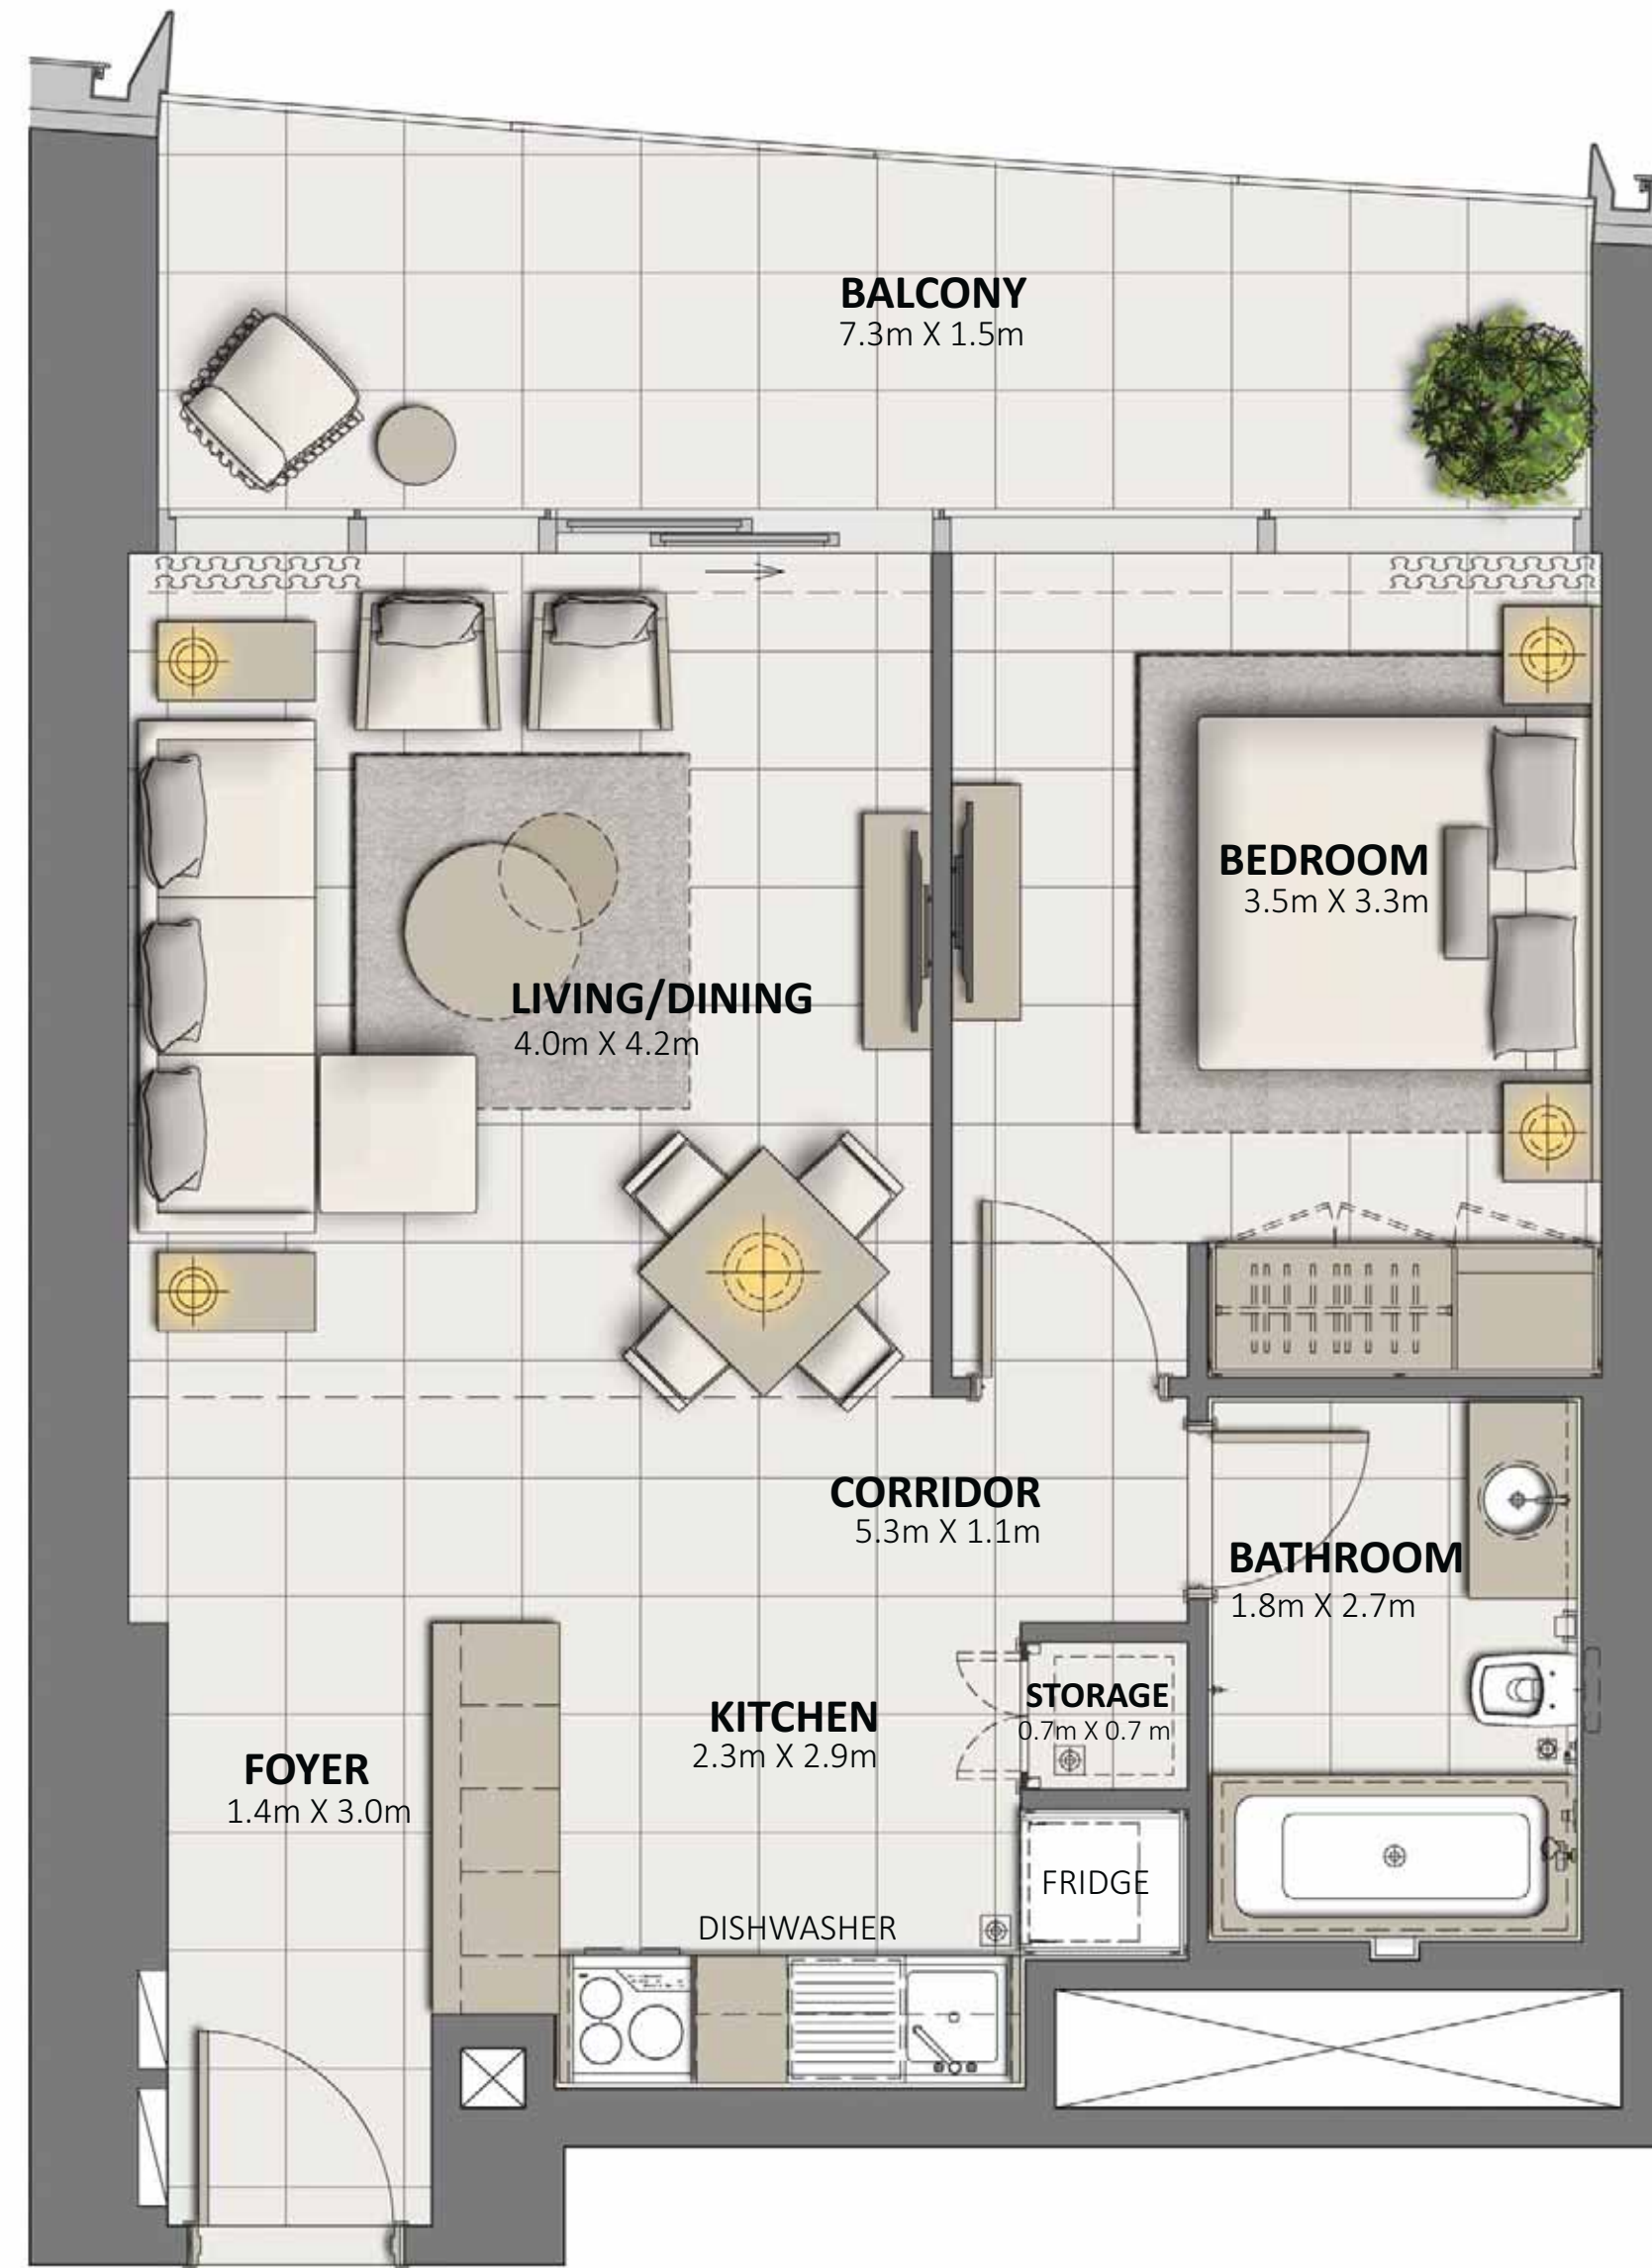 BALCONY
7.3m X 1.5m
BEDROOM
3.5m X 3.3m
LIVING/DINING
4.0m X 4.2m
CORRIDOR
5.3m X 1.1m
BATHROOM
1.8m X 2.7m
STORAGE
0.7m X 0.7 m
KITCHEN
2.3m X 2.9m
FOYER
1.4m X 3.0m
FRIDGE
DISHWASHER